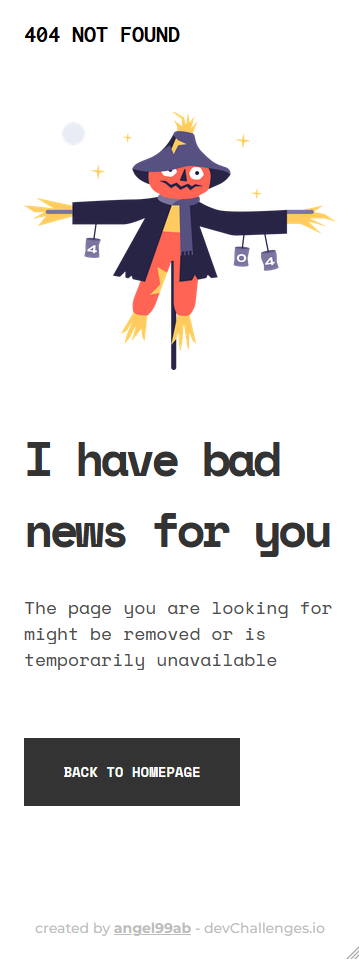 404 NOT FOUND
4
0
4
I have bad
news for you
The page you are looking for
might be removed or is
temporarily unavailable
BACK TO HOMEPAGE
created by angel99ab - devChallenges.io